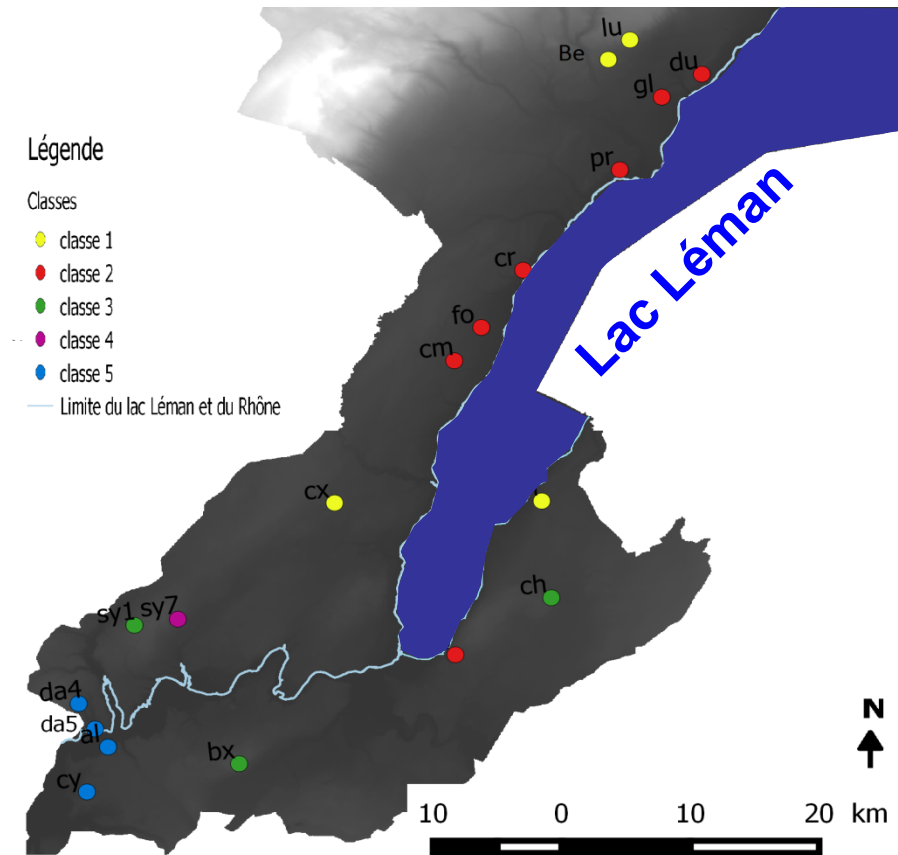 lu
Be
du
gl
pr
Légende
Classes
classe 1
classe 2
classe 3
classe 4
classe 5
Limite du lac Léman et du Rhône
Lac Léman
cr
fo
cm
cx
ch
sy1
sy7
da4
da5
al
bx
cy
N
10 0 10 20 km